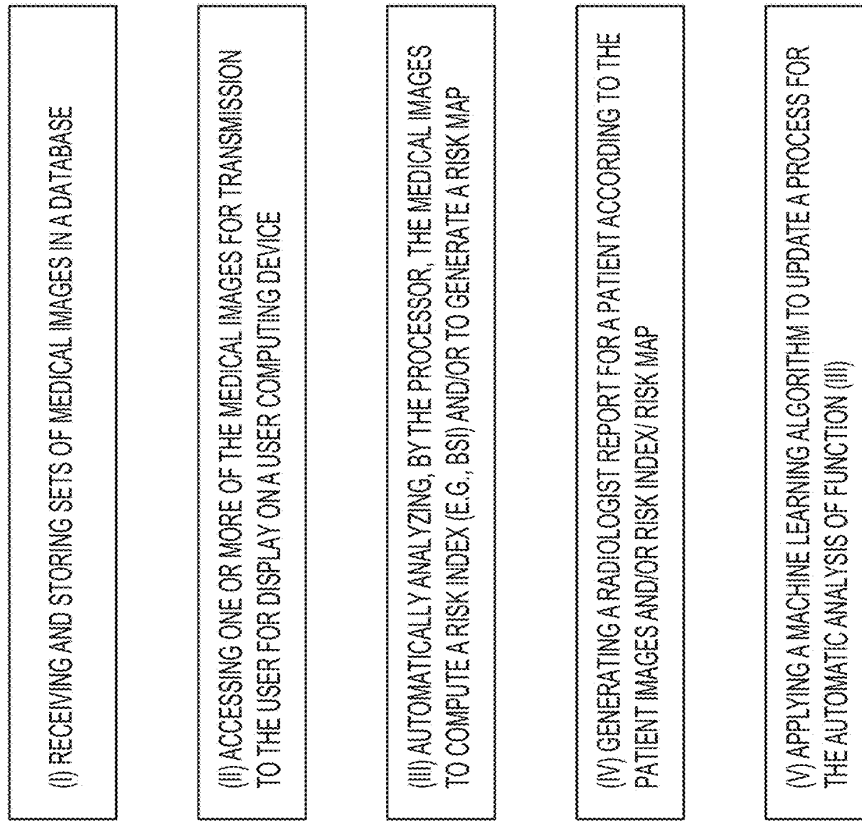 (I) RECEIVING AND STORING SETS OF MEDICAL IMAGES IN A DATABASE
(II) ACCESSING ONE OR MORE OF THE MEDICAL IMAGES FOR TRANSMISSION
TO THE USER FOR DISPLAY ON A USER COMPUTING DEVICE
(III) AUTOMATICALLY ANALYZING, BY THE PROCESSOR, THE MEDICAL IMAGES
TO COMPUTE A RISK INDEX (E.G., BSI) AND/OR TO GENERATE A RISK MAP
(IV) GENERATING A RADIOLOGIST REPORT FOR A PATIENT ACCORDING TO THE
PATIENT IMAGES AND/OR RISK INDEX/ RISK MAP
(V) APPLYING A MACHINE LEARNING ALGORITHM TO UPDATE A PROCESS FOR
THE AUTOMATIC ANALYSIS OF FUNCTION (III)